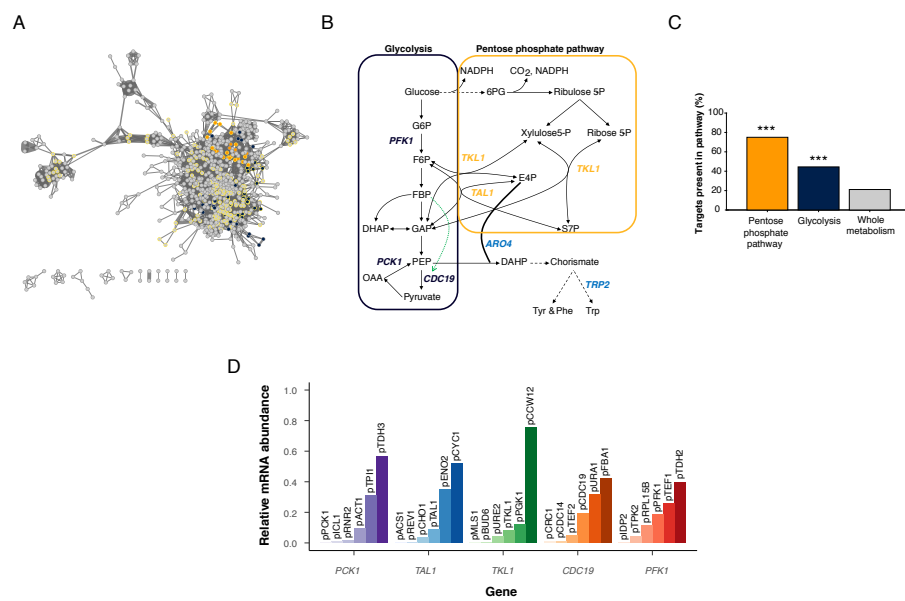 A
B
C
Glycolysis
Pentose phosphate pathway
NADPH
CO2, NADPH
Glucose
6PG
Ribulose 5P
G6P
PFK1
Xylulose5-P
Ribose 5P
F6P
TKL1
TKL1
E4P
TAL1
FBP
DHAP
GAP
S7P
ARO4
PCK1
PEP
DAHP
Chorismate
OAA
CDC19
TRP2
Pyruvate
Tyr & Phe
Trp
Targets present in pathway (%)
100
80
60
40
20
***
***
Pentose
phosphate
pathway
Glycolysis
Whole
metabolism
D
Relative mRNA abundance
1.0
0.8
0.6
0.4
0.2
0.0
pPCK1
pICL1
pRNR2
pACT1
pTPI1
pTDH3
pACS1
pREV1
pCHO1
pTAL1
pENO2
pCYC1
pMLS1
pBUD6
pURE2
pTKL1
pPGK1
pCCW12
pCRC1
pCDC14
pTEF2
pCDC19
pURA1
pFBA1
pIDP2
pTPK2
pRPL15B
pPFK1
pTEF1
pTDH2
PCK1
TAL1
TKL1
CDC19
PFK1
Gene